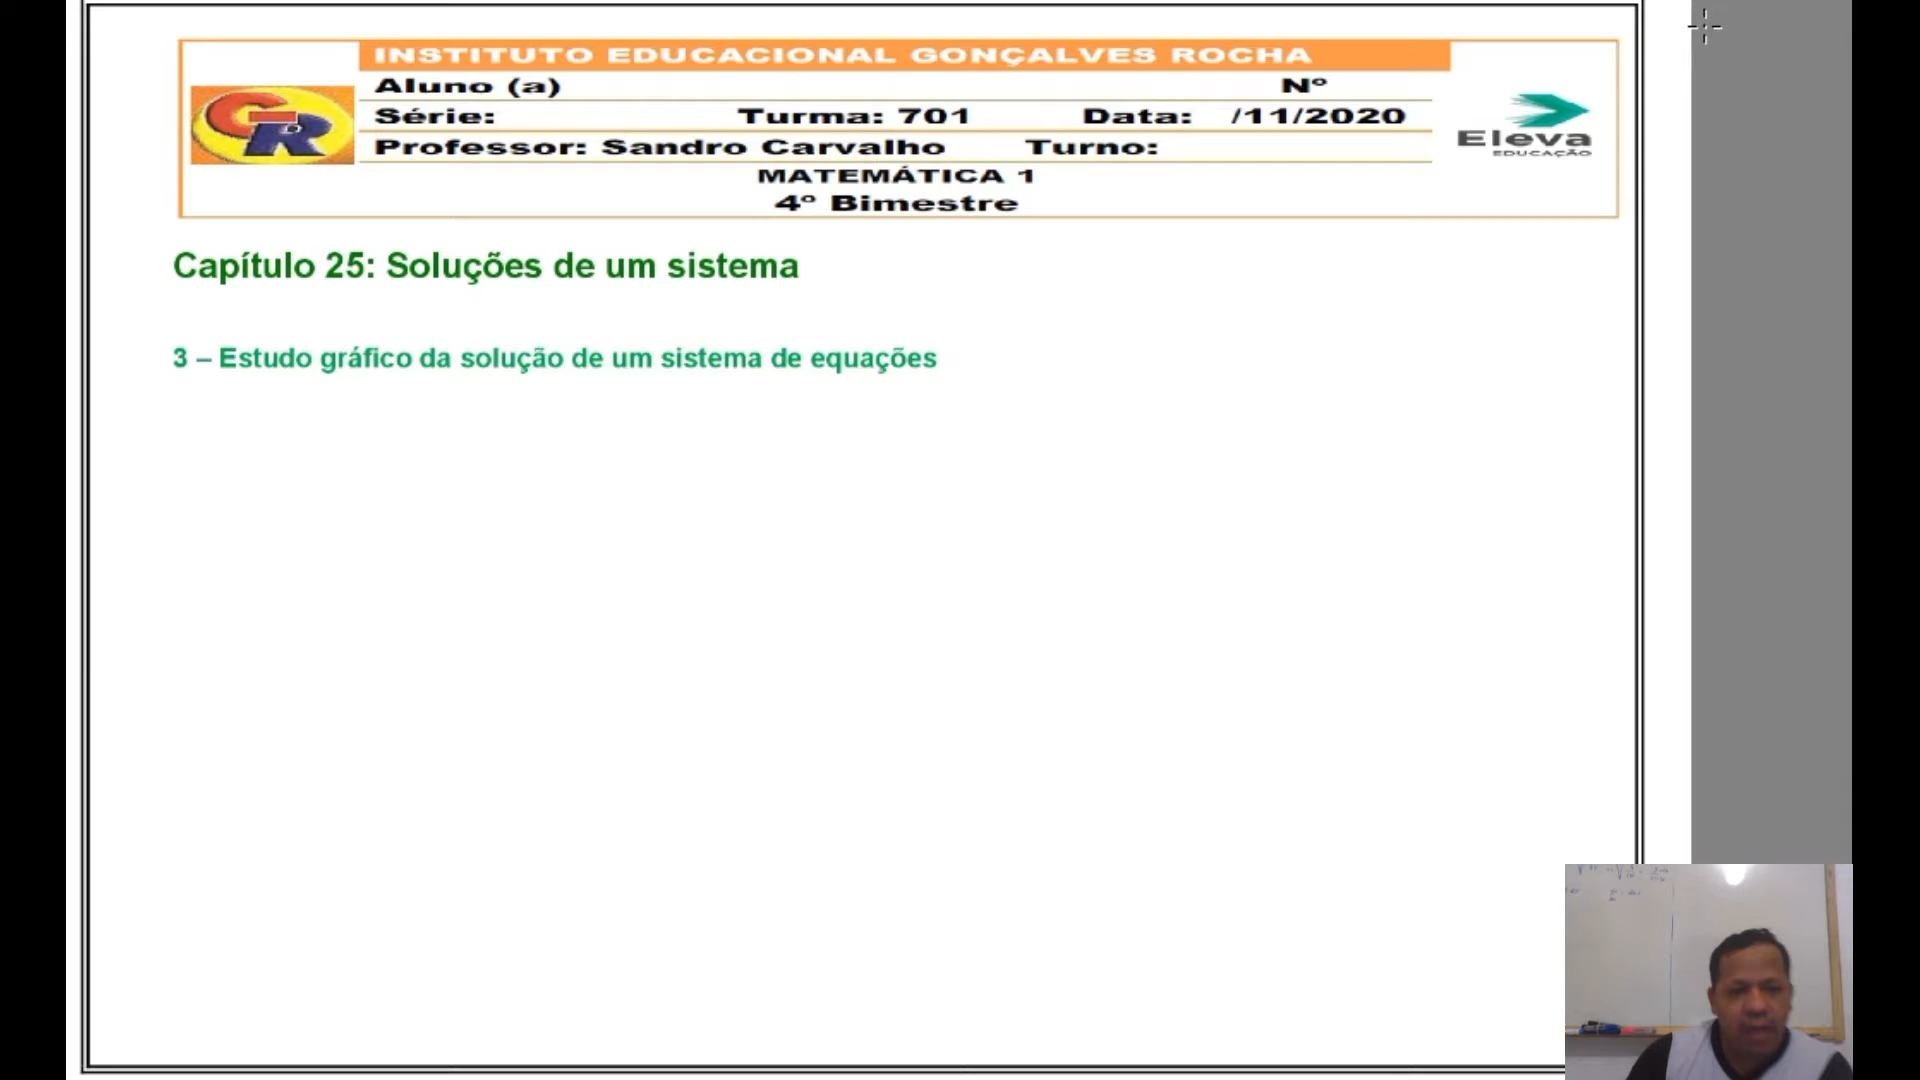 INSTITUTO EDUCACIONAL GONÇALVES ROCHA
Aluno (a) Nº
Série: Turma: 701 Data: /11/2020
Professor: Sandro Carvalho Turno:
MATEMÁTICA 1
4º Bimestre
GR
Eleva
EDUCAÇÃO
Capítulo 25: Soluções de um sistema
3 – Estudo gráfico da solução de um sistema de equações